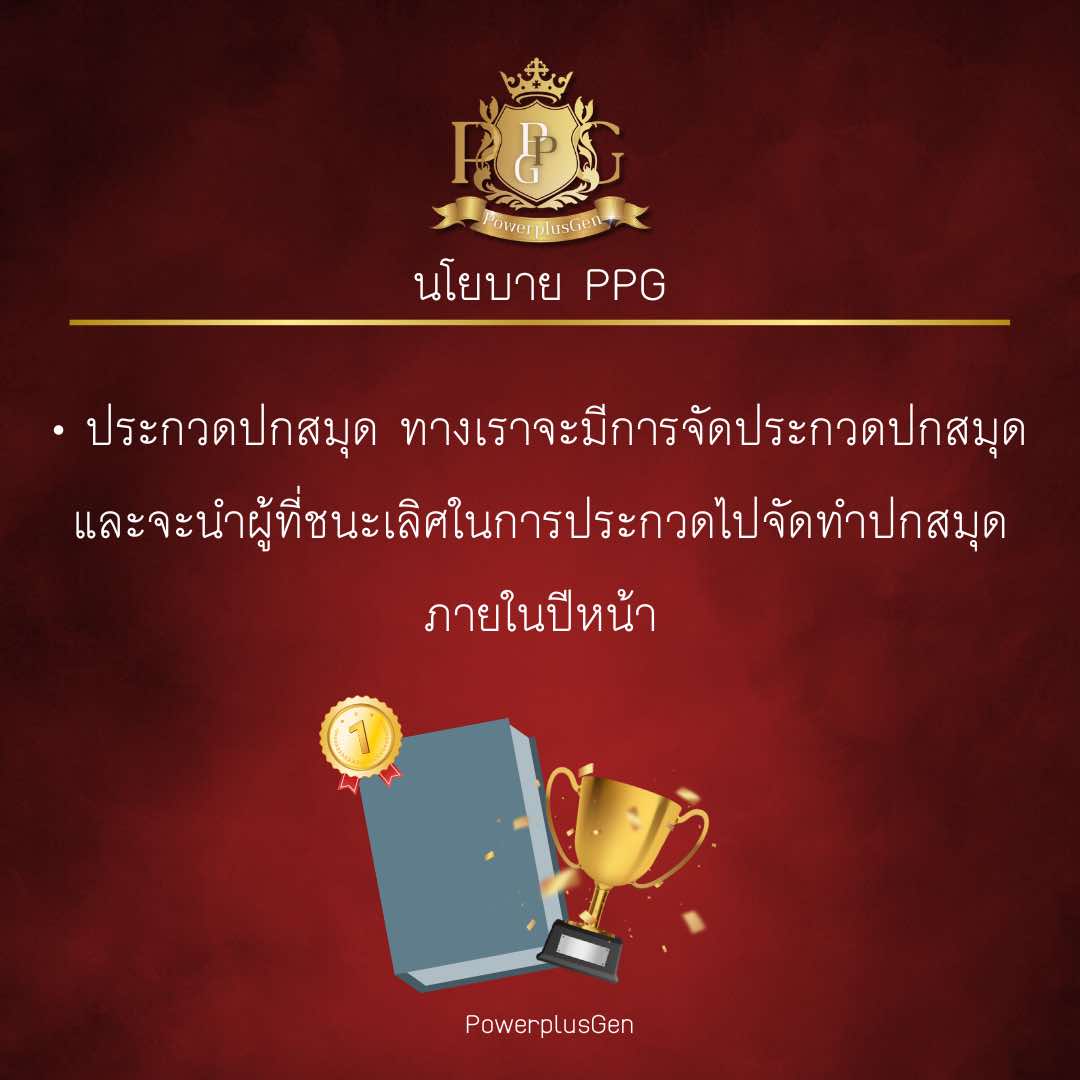 P G
PPG
PowerplusGen
นโยบาย PPG
• ประกวดปกสมุด ทางเราจะมีการจัดประกวดปกสมุด
และจะนำผู้ที่ชนะเลิศในการประกวดไปจัดทำปกสมุด
ภายในปีหน้า
1
PowerplusGen